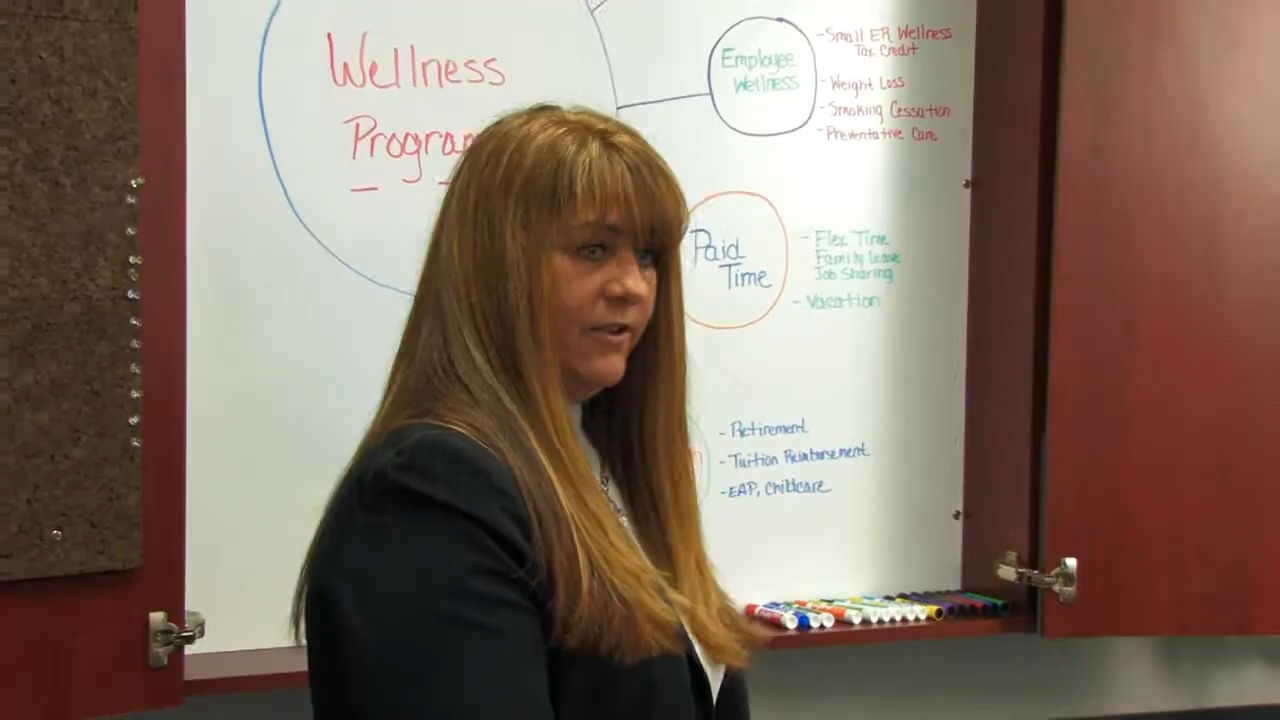 Wellness
Program
Employee
Wellness
- Small ER Wellness
Tax Credit
- Weight Loss
- Smoking Cessation
- Preventative Care
Paid
Time
- Flex Time
Family Leave
Job Sharing
- Vacation
- Retirement
- Tuition Reimbursement
- EAP, Childcare